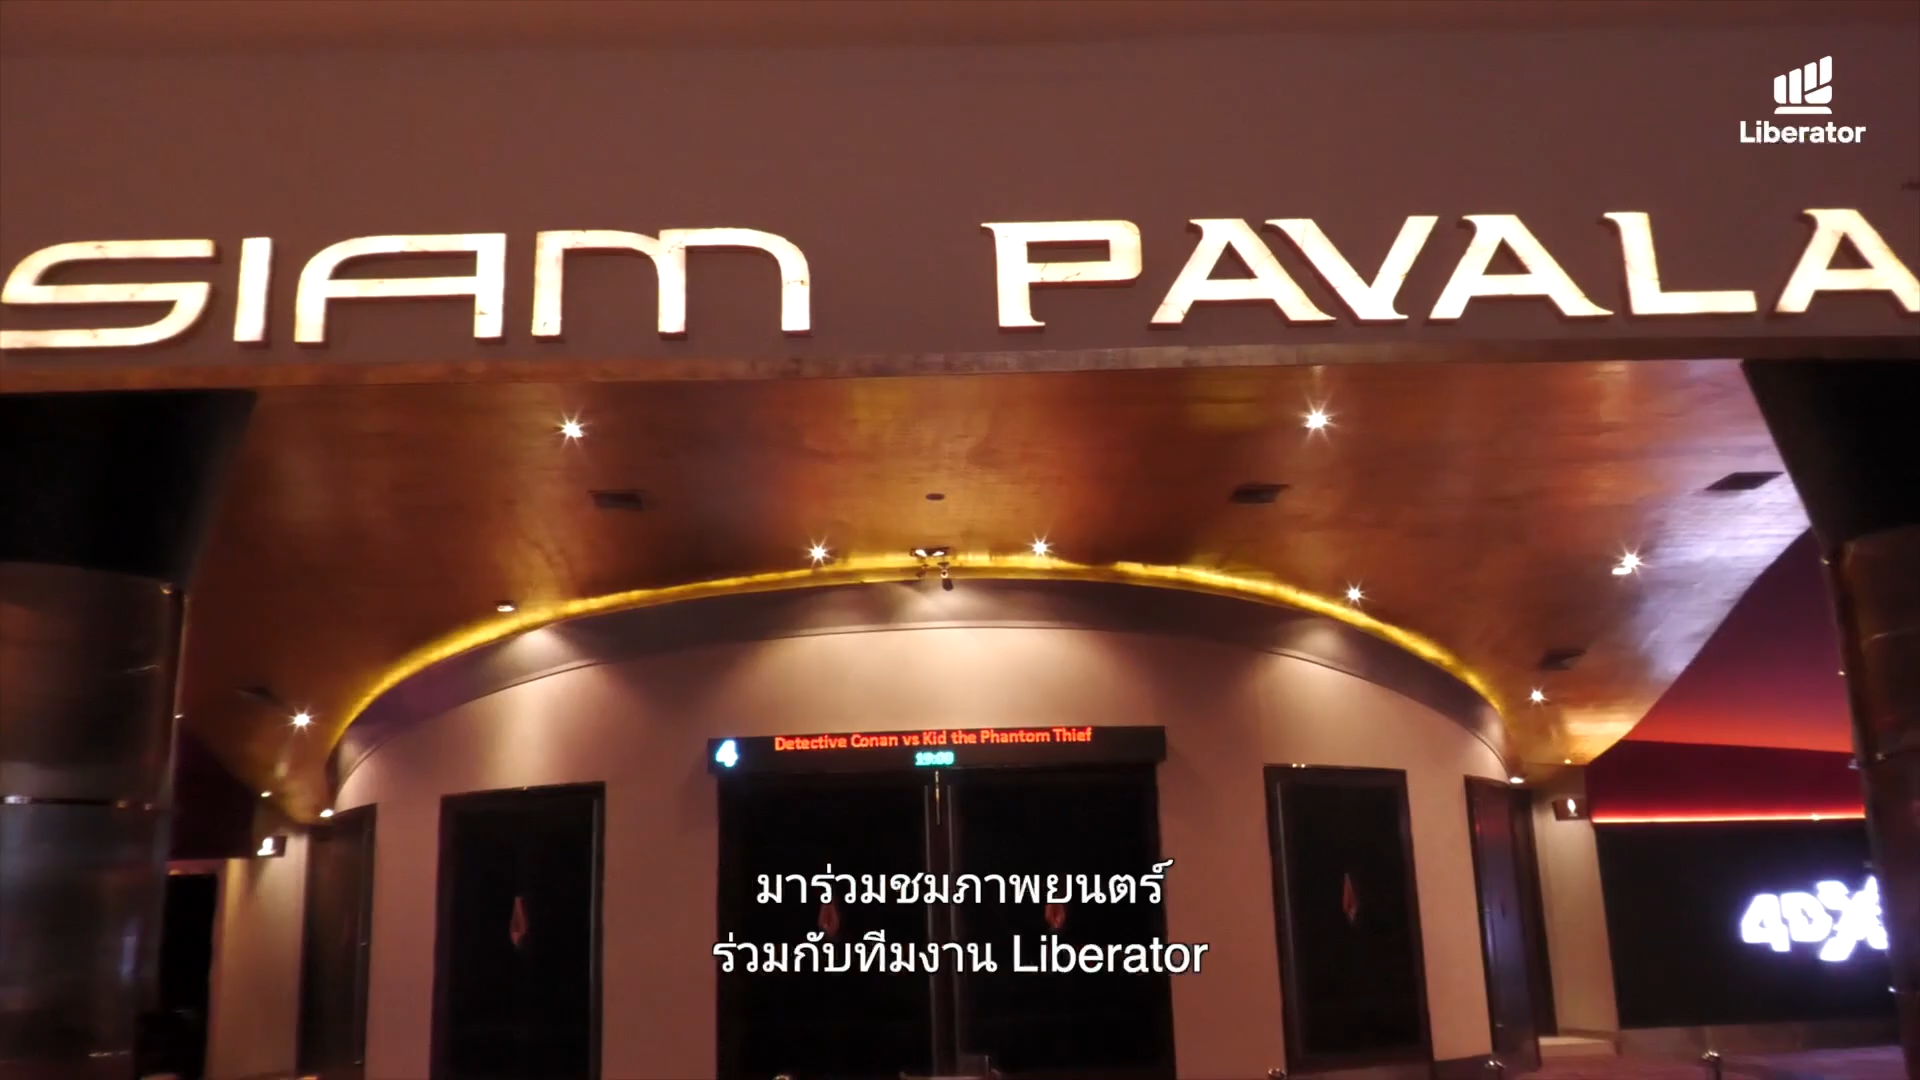 Liberator
SIAM PAVALA
Detective Conan vs Kid the Phantom Thief
4
19:00
4DX
มาร่วมชมภาพยนตร์
ร่วมกับทีมงาน Liberator